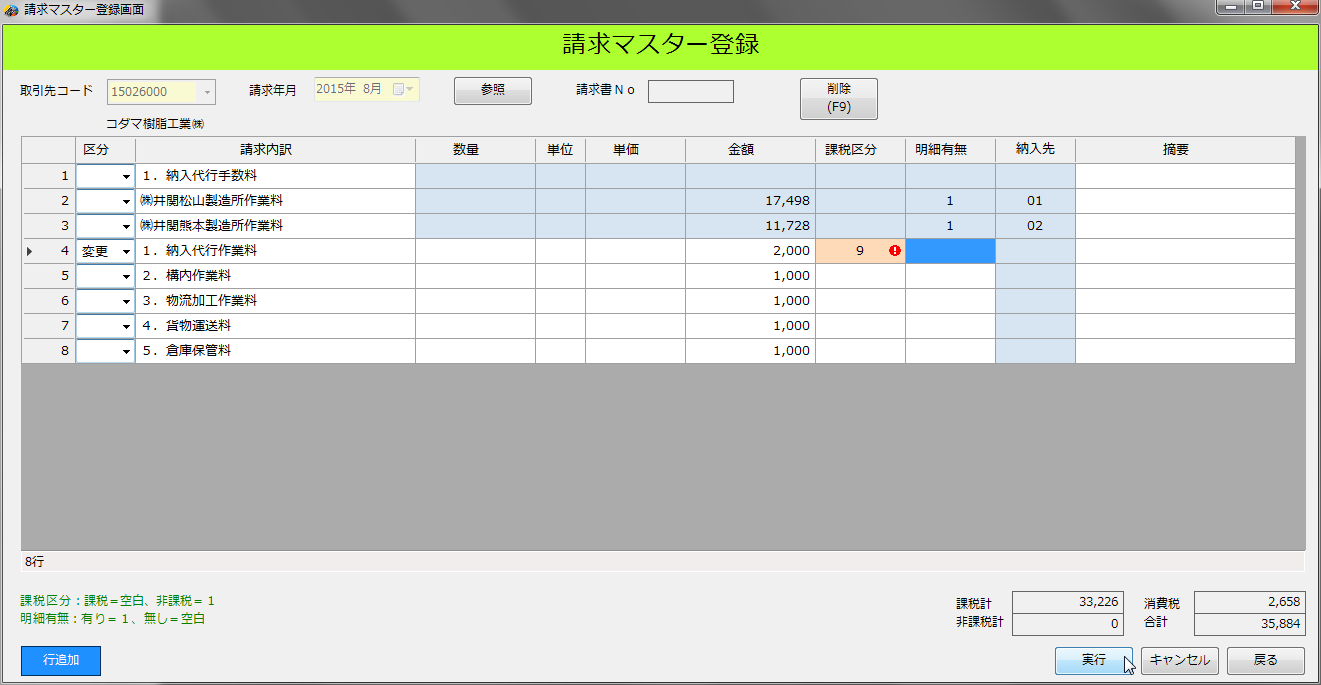 請求マスター登録画面
請求マスター登録
取引先コード 15026000 請求年月 2015年 8月 参照 請求書Ｎｏ 削除
(F9)
コダマ樹脂工業㈱
区分 請求内訳 数量 単位 単価 金額 課税区分 明細有無 納入先 摘要
1 １．納入代行手数料
2 ㈱井関松山製造所作業料 17,498 1 01
3 ㈱井関熊本製造所作業料 11,728 1 02
4 変更 １．納入代行作業料 2,000 9
5 ２．構内作業料 1,000
6 ３．物流加工作業料 1,000
7 ４．貨物運送料 1,000
8 ５．倉庫保管料 1,000
8行
課税区分：課税＝空白、非課税＝１
明細有無：有り＝１、無し＝空白
課税計 33,226 消費税 2,658
非課税計 0 合計 35,884
行追加 実行 キャンセル 戻る